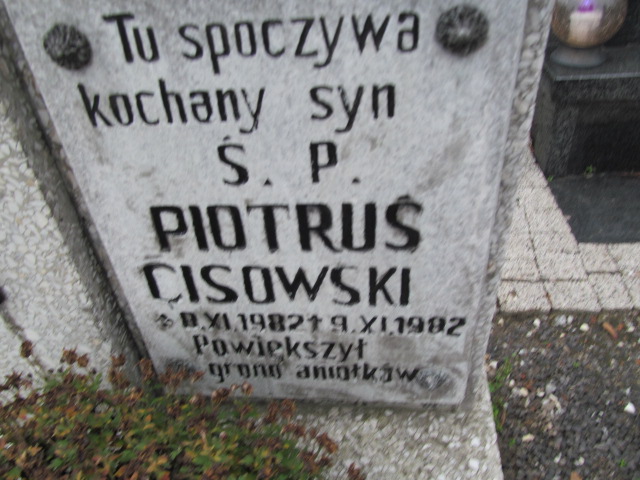 Tu spoczywa
kochany syn
Ś. P.
PIOTRUŚ
CISOWSKI
* 8.XI.1982 † 9.XI.1982
Powiększył
grono aniołków